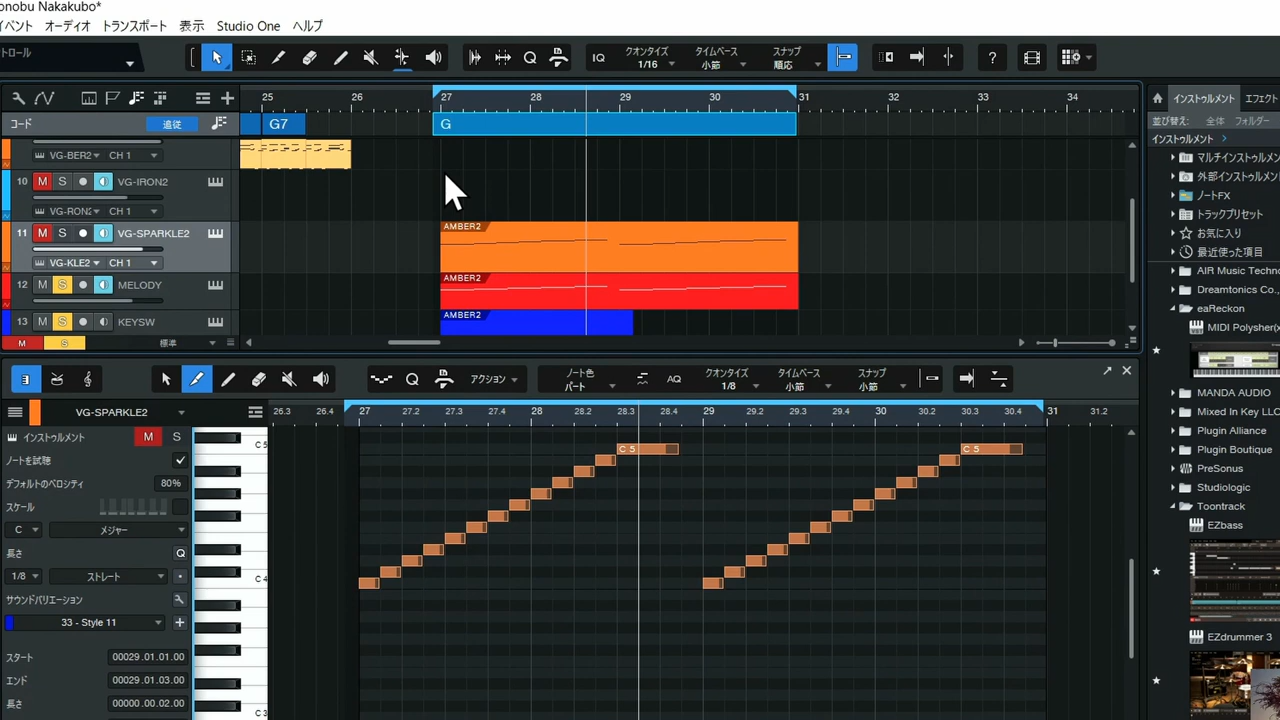 onobu Nakakubo*
イベント オーディオ トランスポート 表示 Studio One ヘルプ
トロール
IQ クオンタイズ 1/16 タイムベース 小節 スナップ 順応 ?
25 26 27 28 29 30 31 32 33 34
コード 追従 G7 G
VG-BER2 CH 1
10 M S VG-IRON2
CH 1
11 M S VG-SPARKLE2
VG-KLE2 CH 1
AMBER2
M S MELODY
AMBER2
13 M S KEYSW
AMBER2
M S 標準
インストゥルメント エフェクト
並び替え: 全体 フォルダー
インストゥルメント >
マルチインストゥルメン
外部インストゥルメン
ノートFX
トラックプリセット
お気に入り
最近使った項目
AIR Music Techno
Dreamtonics Co.,
eaReckon
MIDI Polysher(x
MANDA AUDIO
Mixed In Key LLC
Plugin Alliance
Plugin Boutique
PreSonus
Studiologic
Toontrack
EZbass
EZdrummer 3
Q アクション ノート色 パート AQ クオンタイズ 1/8 タイムベース 小節 スナップ 小節
VG-SPARKLE2
26.3 26.4 27 27.2 27.3 27.4 28 28.2 28.3 28.4 29 29.2 29.3 29.4 30 30.2 30.3 30.4 31 31.2
インストゥルメント M S
C 5 C 5 C 5
ノートを試聴
デフォルトのベロシティ 80%
スケール
C メジャー
長さ Q
1/8 ストレート
C 4
サウンドバリエーション
33 - Style 11
スタート 00029.01.01.00
エンド 00029.01.03.00
長さ 00000 .00.02.00
C 3